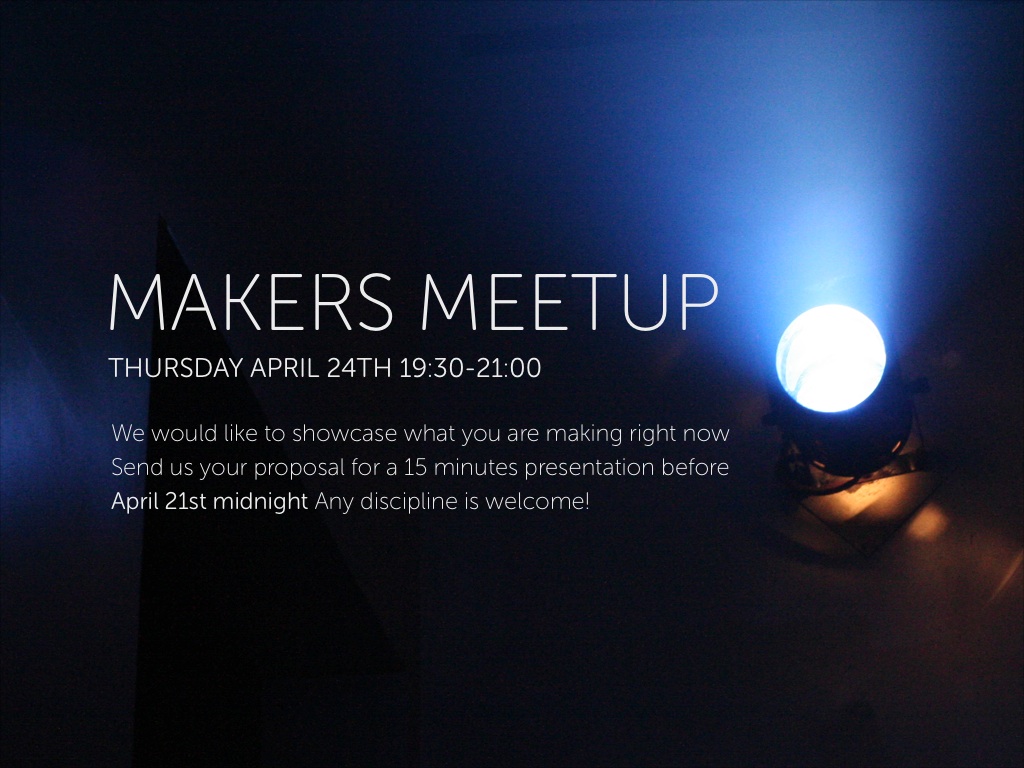 MAKERS MEETUP
THURSDAY APRIL 24TH 19:30-21:00
We would like to showcase what you are making right now
Send us your proposal for a 15 minutes presentation before
April 21st midnight Any discipline is welcome!